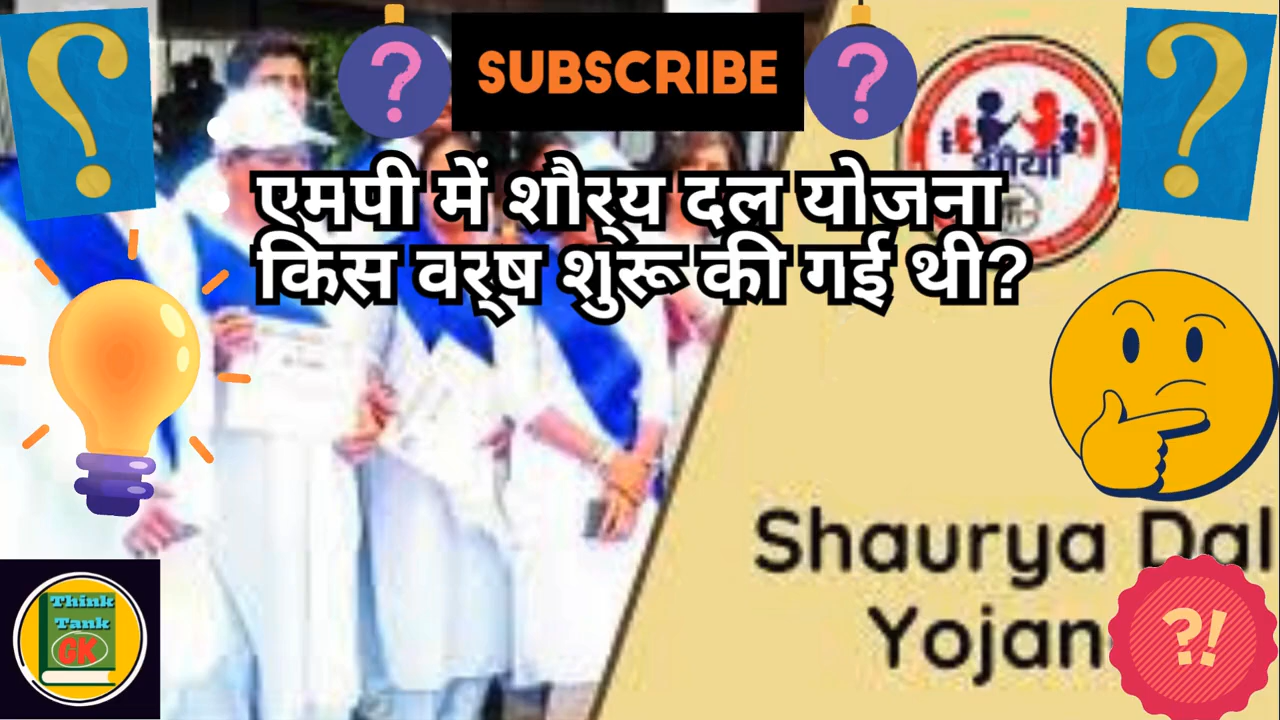 SUBSCRIBE
एमपी में शौर्य दल योजना
किस वर्ष शुरू की गई थी?
शौर्या
Shaurya Dal
Yojan
?!
Think
Tank
GK